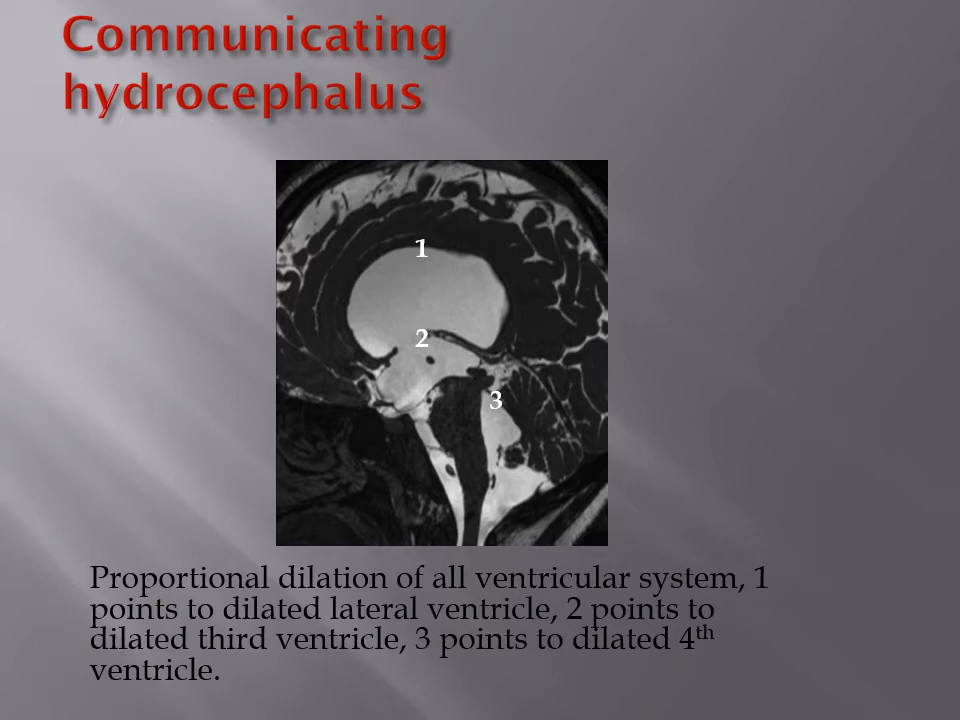 Communicating
hydrocephalus
1
2
3
Proportional dilation of all ventricular system, 1
points to dilated lateral ventricle, 2 points to
dilated third ventricle, 3 points to dilated 4th
ventricle.